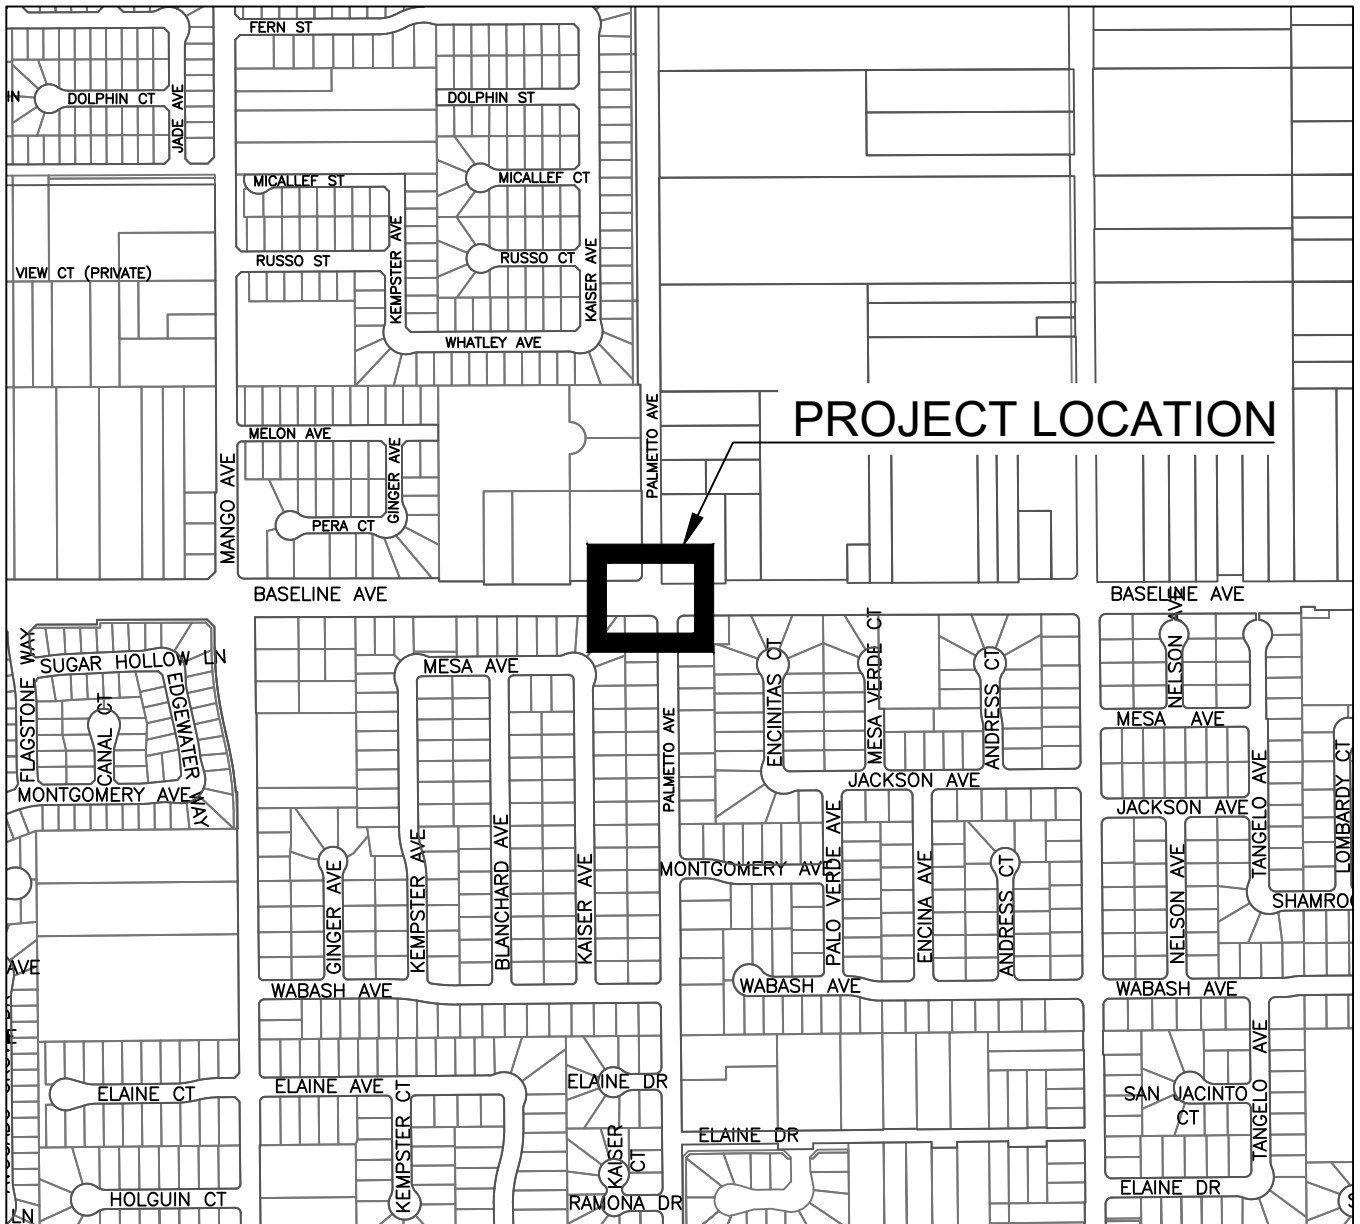 FERN ST
DOLPHIN CT
JADE AVE
DOLPHIN ST
MICALLEF ST
MICALLEF CT
KEMPSTER AVE
RUSSO ST
RUSSO CT
KAISER AVE
VIEW CT (PRIVATE)
WHATLEY AVE
PROJECT LOCATION
PALMETTO AVE
MELON AVE
GINGER AVE
MANGO AVE
PERA CT
BASELINE AVE
BASELINE AVE
FLAGSTONE WAY
SUGAR HOLLOW LN
EDGEWATER WAY
CANAL CT
MONTGOMERY AVE
MESA AVE
PALMETTO AVE
ENCINITAS CT
MESA VERDE CT
ANDRESS CT
NELSON AVE
MESA AVE
JACKSON AVE
JACKSON AVE
TANGELO AVE
LOMBARDY CT
GINGER AVE
KEMPSTER AVE
BLANCHARD AVE
KAISER AVE
MONTGOMERY AVE
PALO VERDE AVE
ENCINA AVE
ANDRESS CT
NELSON AVE
SHAMRO
AVE
WABASH AVE
WABASH AVE
WABASH AVE
ELAINE CT
ELAINE AVE
KEMPSTER CT
ELAINE DR
KAISER
CT
ELAINE DR
SAN JACINTO
CT
TANGELO AVE
HOLGUIN CT
RAMONA DR
ELAINE DR
LN